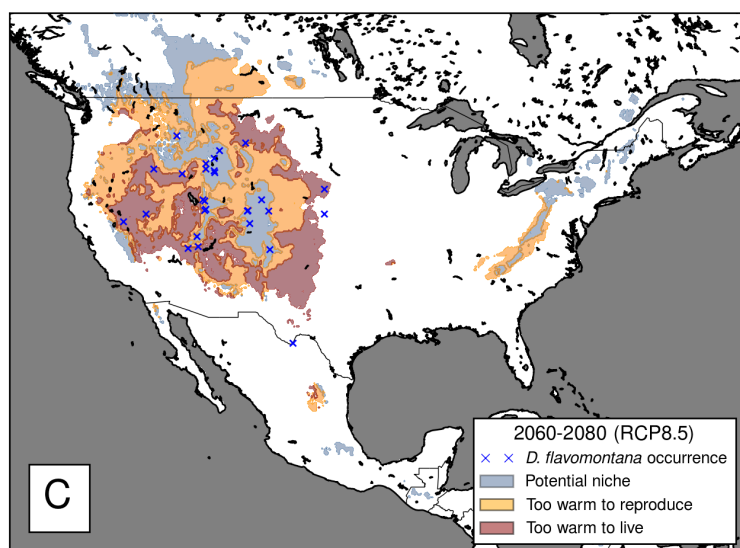 C
2060-2080 (RCP8.5)
D. flavomontana occurrence
Potential niche
Too warm to reproduce
Too warm to live